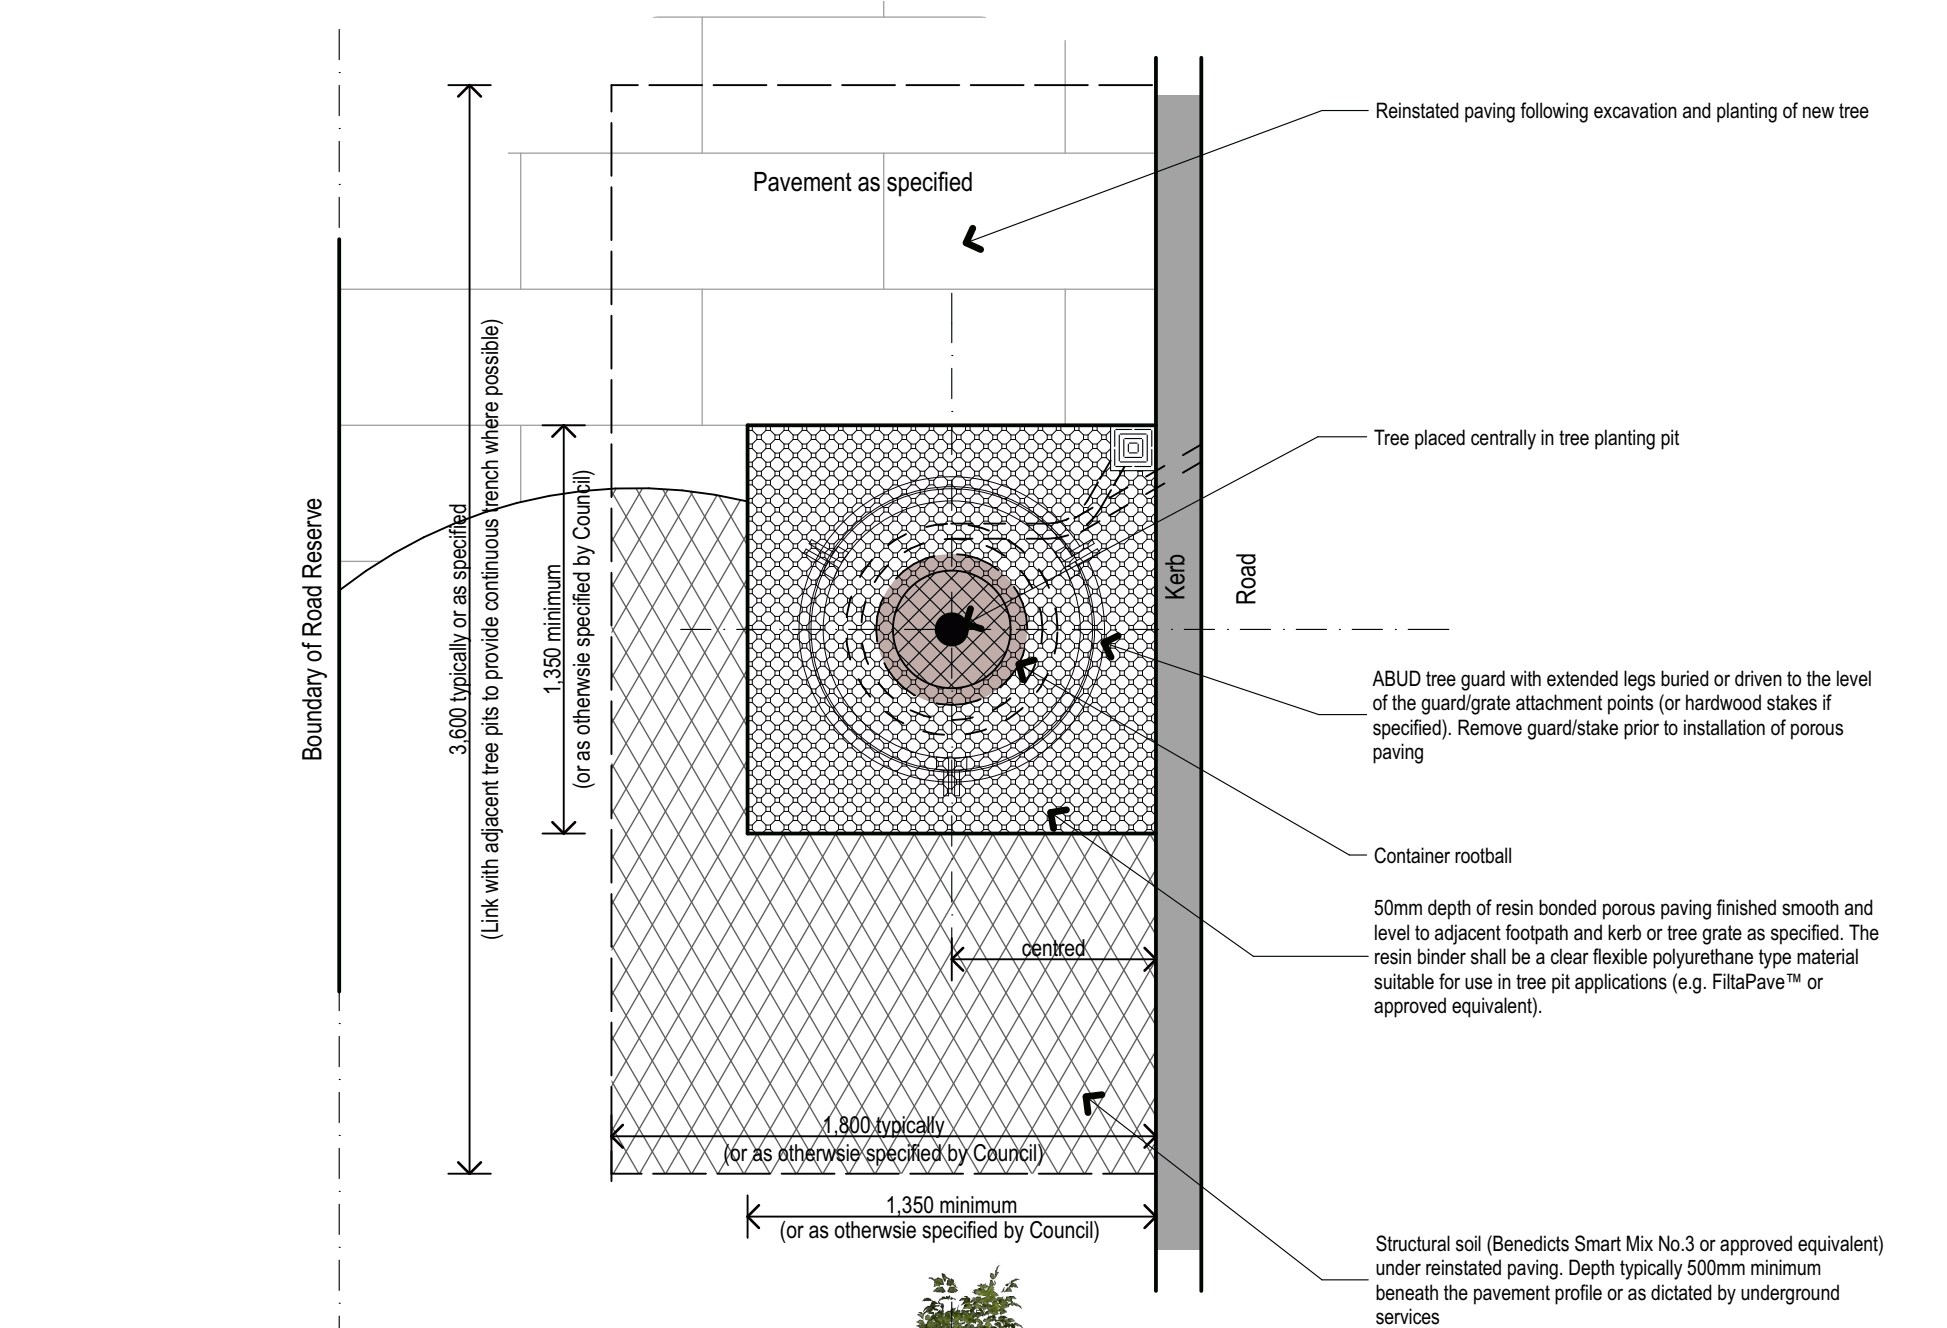 Reinstated paving following excavation and planting of new tree
Pavement as specified
Tree placed centrally in tree planting pit
Boundary of Road Reserve
3,600 typically or as specified
(Link with adjacent tree pits to provide continuous trench where possible)
1,350 minimum
(or as otherwsie specified by Council)
Kerb
Road
ABUD tree guard with extended legs buried or driven to the level
of the guard/grate attachment points (or hardwood stakes if
specified). Remove guard/stake prior to installation of porous
paving
Container rootball
50mm depth of resin bonded porous paving finished smooth and
level to adjacent footpath and kerb or tree grate as specified. The
resin binder shall be a clear flexible polyurethane type material
suitable for use in tree pit applications (e.g. FiltaPave™ or
approved equivalent).
centred
1,800 typically
(or as otherwsie specified by Council)
1,350 minimum
(or as otherwsie specified by Council)
Structural soil (Benedicts Smart Mix No.3 or approved equivalent)
under reinstated paving. Depth typically 500mm minimum
beneath the pavement profile or as dictated by underground
services